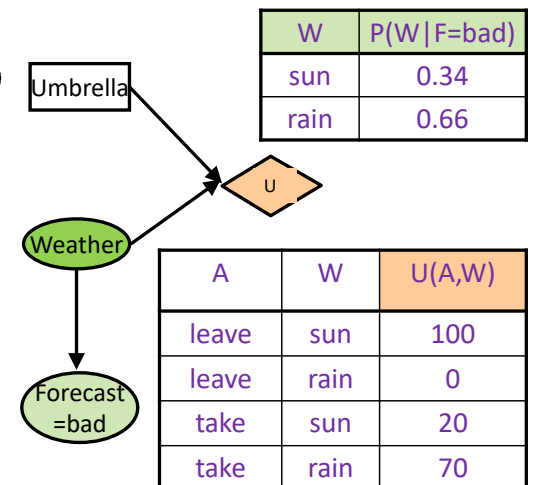 W P(W|F=bad)
sun 0.34
rain 0.66
Umbrella
U
Weather
A W U(A,W)
leave sun 100
leave rain 0
take sun 20
take rain 70
Forecast
=bad